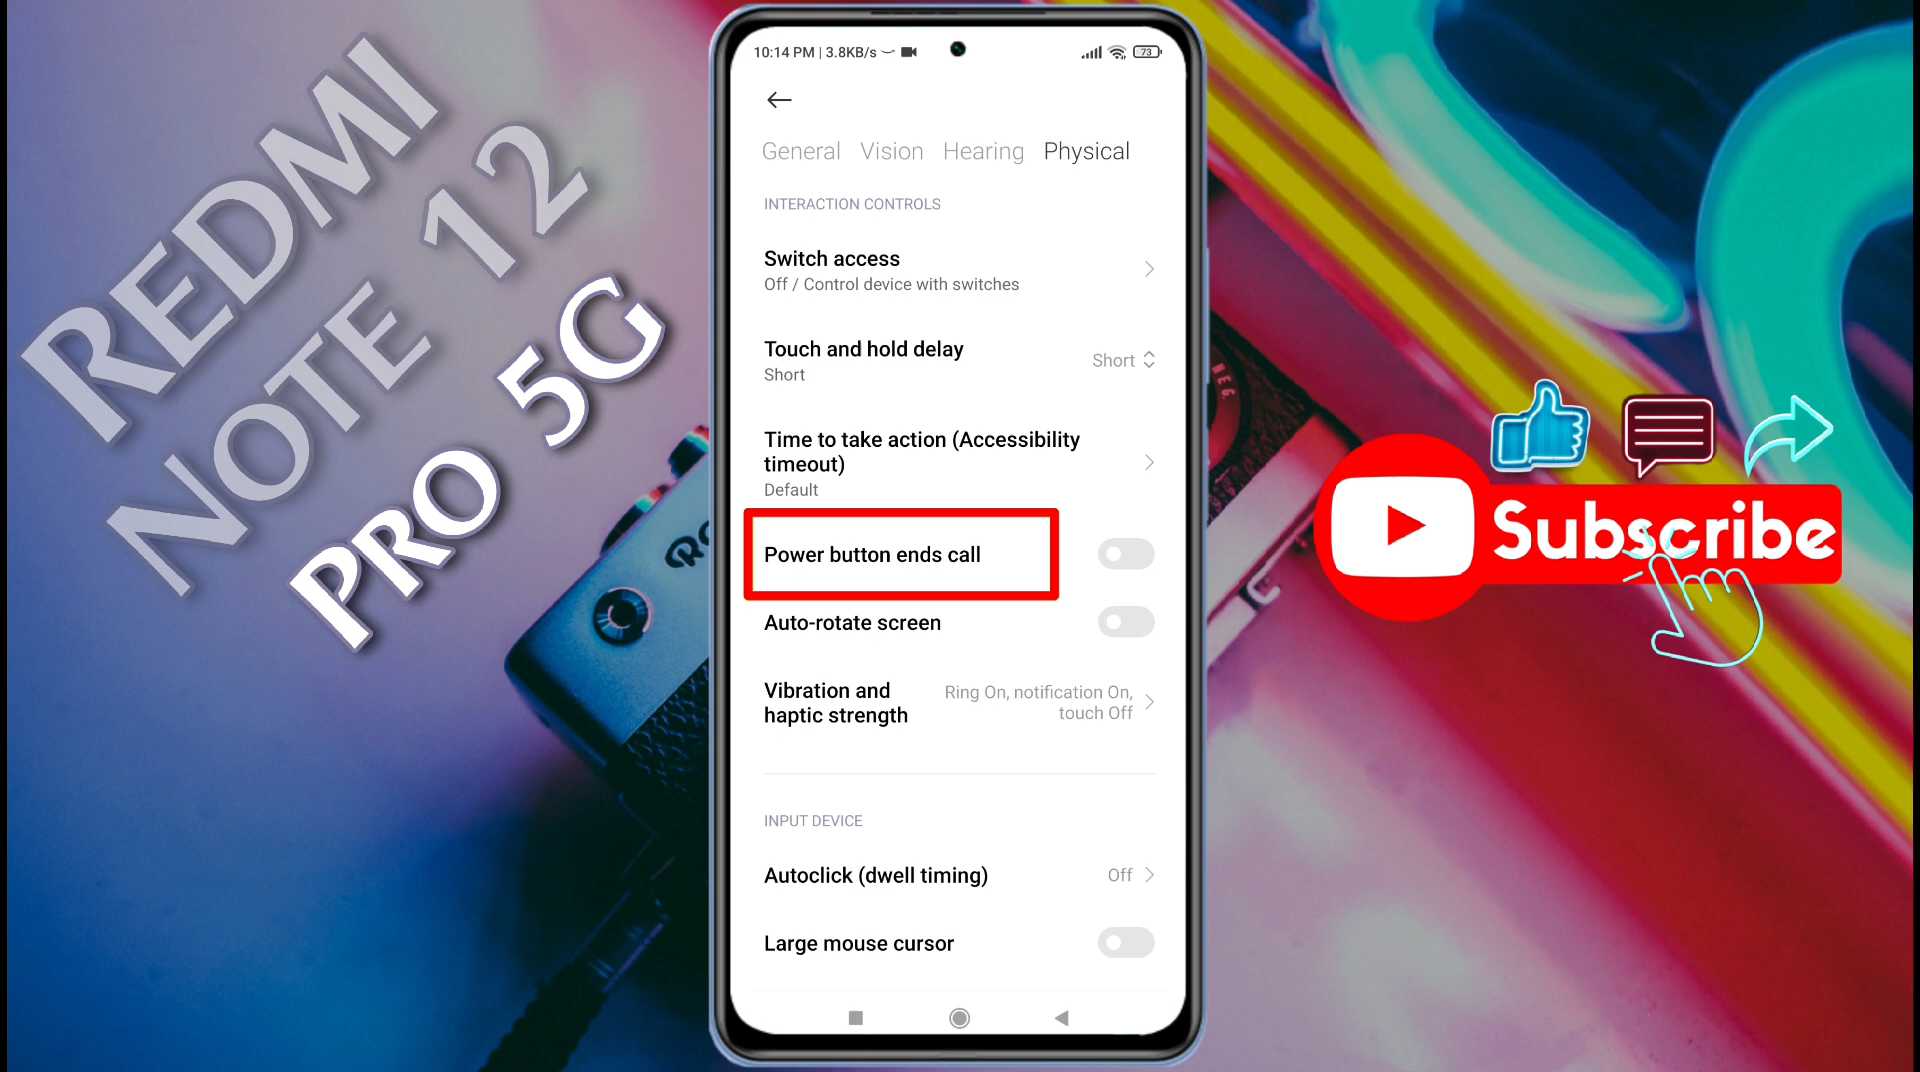 REDMI
NOTE 12
PRO 5G
10:14 PM | 3.8KB/s
73
General Vision Hearing Physical
INTERACTION CONTROLS
Switch access
Off / Control device with switches
Touch and hold delay
Short
Short
Time to take action (Accessibility
timeout)
Default
Power button ends call
Auto-rotate screen
Vibration and
haptic strength
Ring On, notification On,
touch Off
INPUT DEVICE
Autoclick (dwell timing)
Off
Large mouse cursor
Subscribe
NEG.